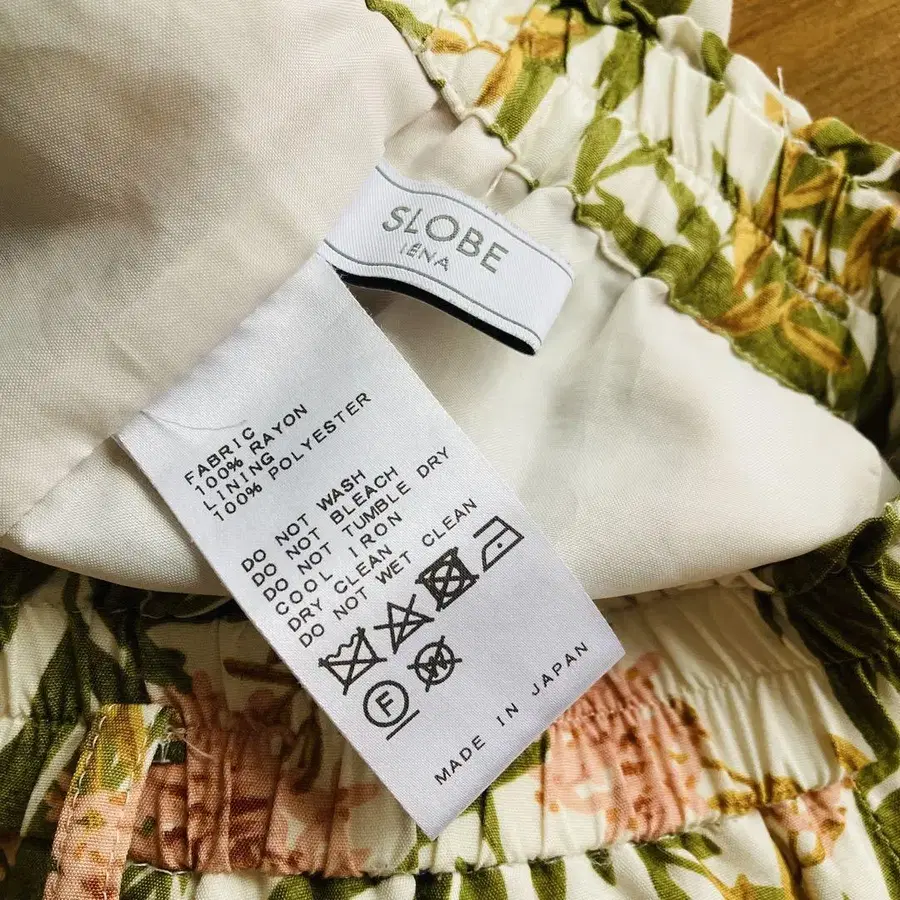 SLOBE
IÉNA
FABRIC
100% RAYON
LINING
100% POLYESTER
DO NOT WASH
DO NOT BLEACH
DO NOT TUMBLE DRY
COOL IRON
DRY CLEAN
DO NOT WET CLEAN
F
W
MADE IN JAPAN